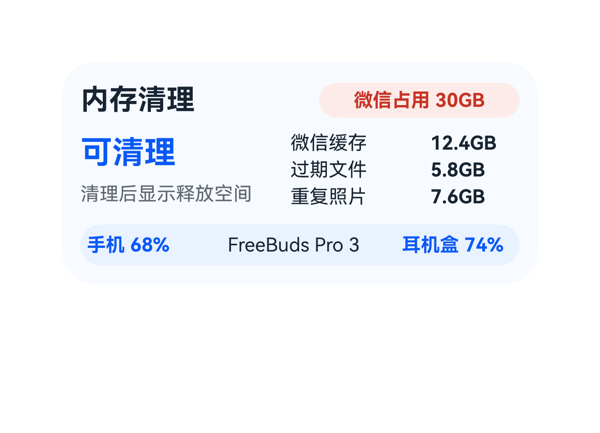 内存清理
微信占用 30GB
可清理
清理后显示释放空间
微信缓存 12.4GB
过期文件 5.8GB
重复照片 7.6GB
手机 68% FreeBuds Pro 3 耳机盒 74%